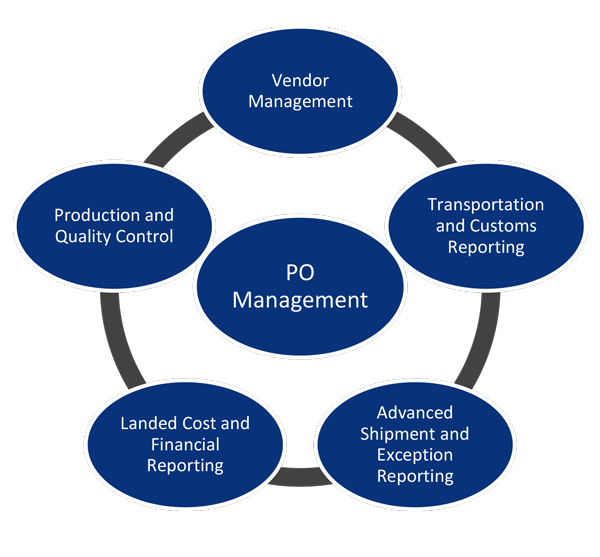 Vendor
Management
Transportation
and Customs
Reporting
Production and
Quality Control
PO
Management
Advanced
Shipment and
Exception
Reporting
Landed Cost and
Financial
Reporting